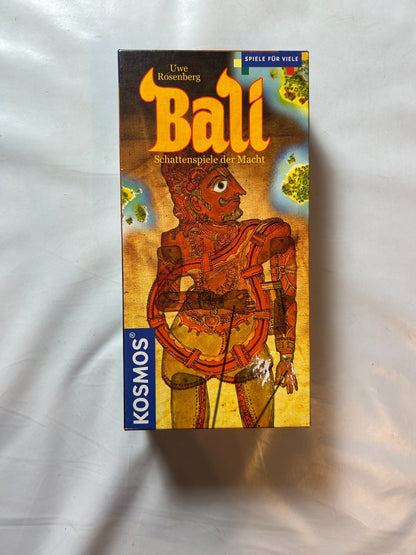 SPIELE FÜR VIELE
Uwe
Rosenberg
Bali
Schattenspiele der Macht
KOSMOS®